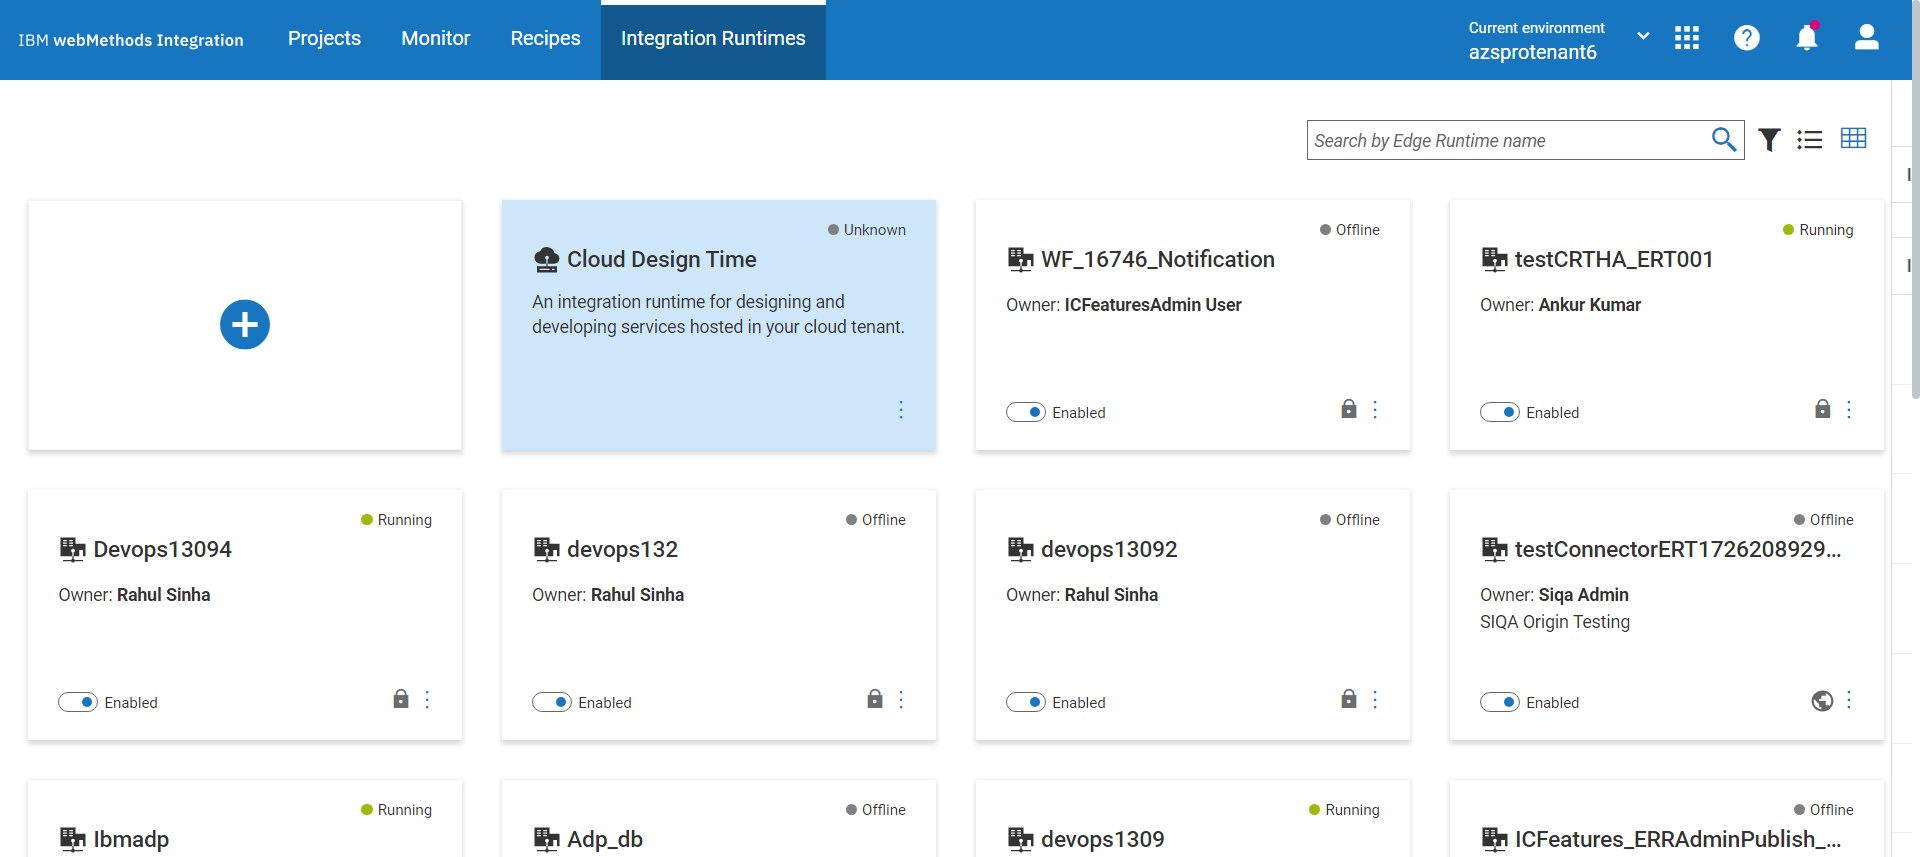 IBM webMethods Integration
Projects
Monitor
Recipes
Integration Runtimes
Current environment
azsprotenant6
Search by Edge Runtime name
Unknown
Cloud Design Time
An integration runtime for designing and
developing services hosted in your cloud tenant.
Offline
WF_16746_Notification
Owner: ICFeaturesAdmin User
Enabled
Running
testCRTHA_ERT001
Owner: Ankur Kumar
Enabled
Running
Devops13094
Owner: Rahul Sinha
Enabled
Offline
devops132
Owner: Rahul Sinha
Enabled
Offline
devops13092
Owner: Rahul Sinha
Enabled
Offline
testConnectorERT1726208929...
Owner: Siqa Admin
SIQA Origin Testing
Enabled
Running
Ibmadp
Offline
Adp_db
Running
devops1309
Offline
ICFeatures_ERRAdminPublish_...